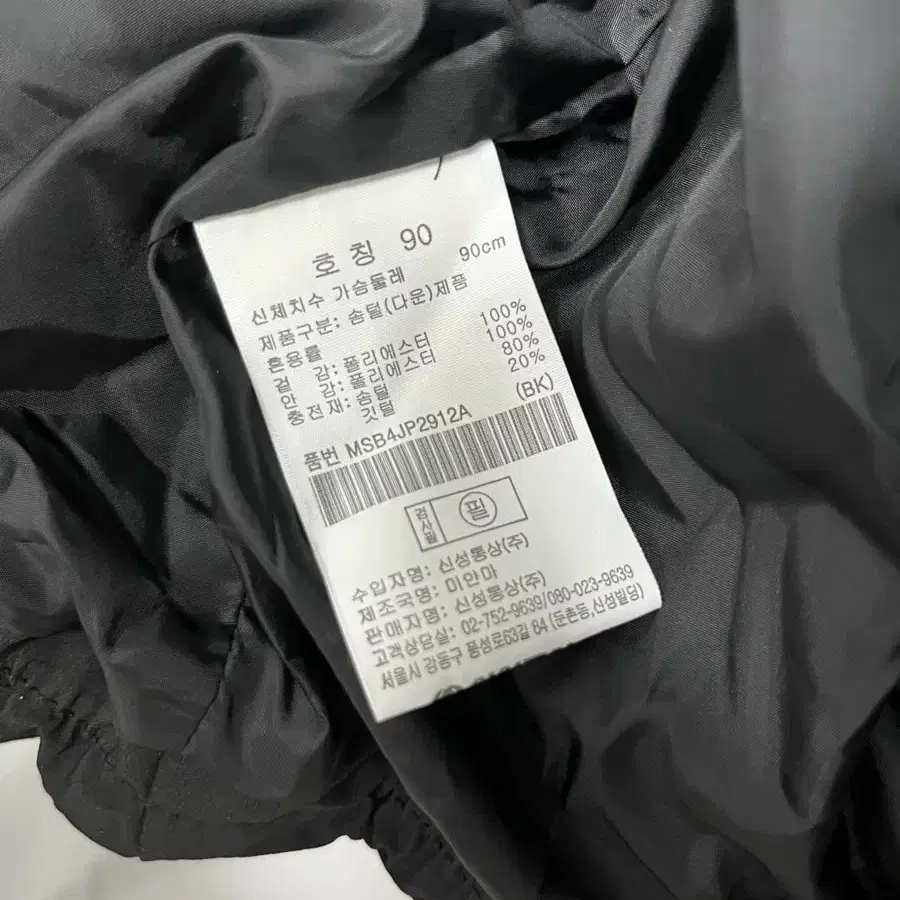 호칭 90
신체치수 가슴둘레 90cm
제품구분: 솜털(다운)제품
혼용률
겉 감: 폴리에스터 100%
안 감: 폴리에스터 100%
충전재: 솜털 80%
깃털 20%
품번 MSB4JP2912A (BK)
검사필 필
수입자명: 신성통상(주)
제조국명: 미얀마
판매자명: 신성통상(주)
고객상담실: 02-752-9639/080-023-9639
서울시 강동구 풍성로63길 84 (둔촌동,신성빌딩)